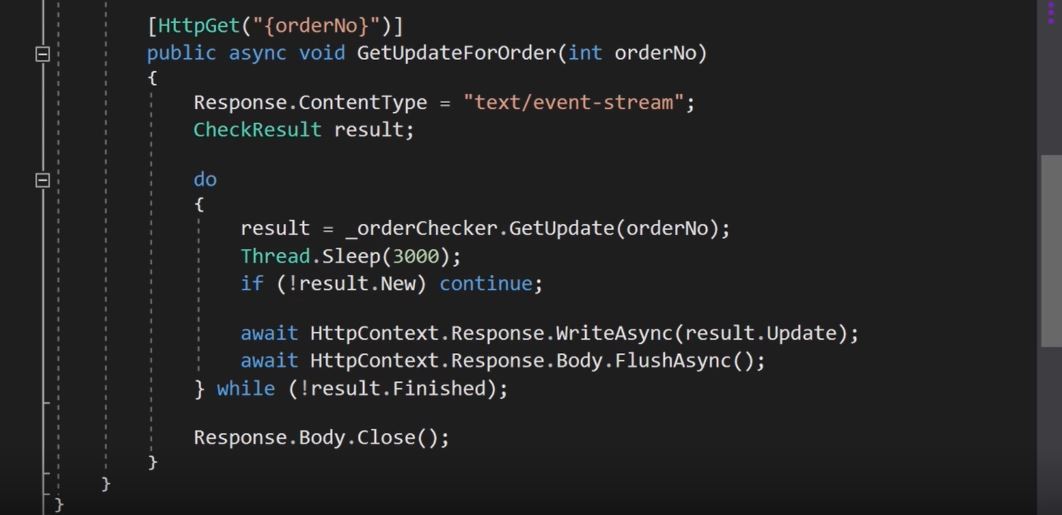 [HttpGet("{orderNo}")]
public async void GetUpdateForOrder(int orderNo)
{
Response.ContentType = "text/event-stream";
CheckResult result;
do
{
result = _orderChecker.GetUpdate(orderNo);
Thread.Sleep(3000);
if (!result.New) continue;
await HttpContext.Response.WriteAsync(result.Update);
await HttpContext.Response.Body.FlushAsync();
} while (!result.Finished);
Response.Body.Close();
}
}
}